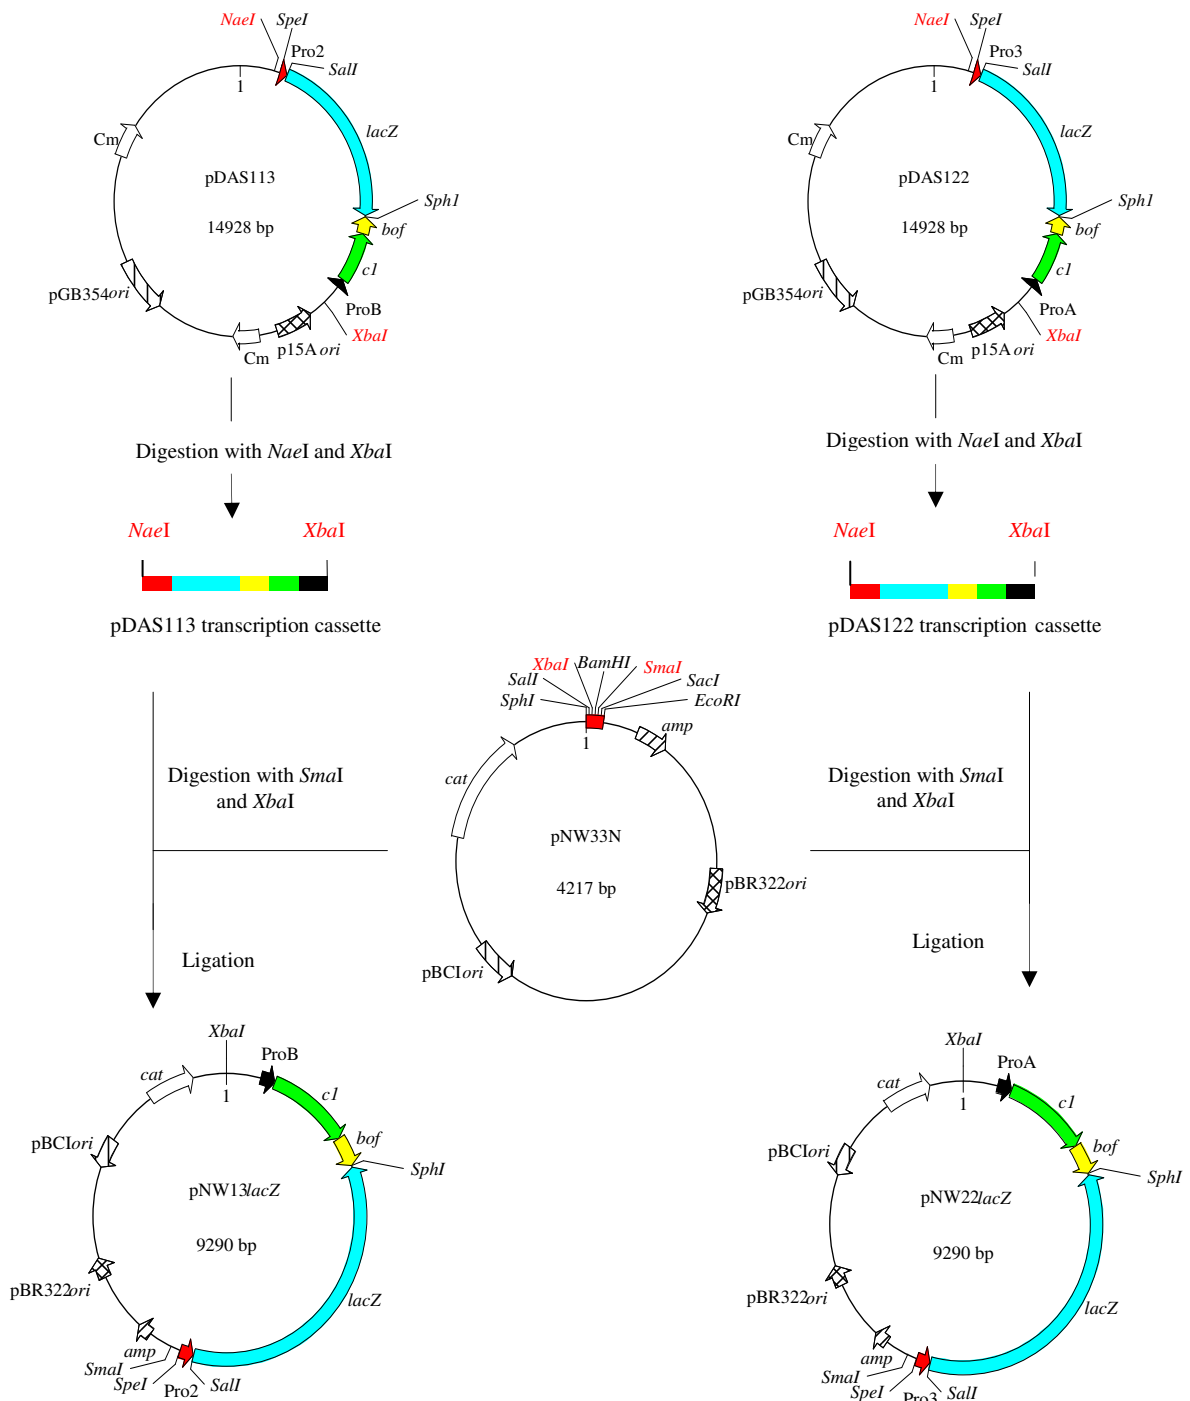 NaeI
SpeI
Pro2
SalI
1
lacZ
Cm
pDAS113
14928 bp
Sph1
bof
c1
pGB354ori
ProB
XbaI
p15A ori
Cm
NaeI
SpeI
Pro3
SalI
1
lacZ
Cm
pDAS122
14928 bp
Sph1
bof
c1
pGB354ori
ProA
XbaI
p15A ori
Cm
Digestion with NaeI and XbaI
Digestion with NaeI and XbaI
NaeI
XbaI
NaeI
XbaI
pDAS113 transcription cassette
pDAS122 transcription cassette
XbaI
BamHI
SmaI
SalI
SacI
SphI
EcoRI
1
amp
cat
pNW33N
4217 bp
pBR322ori
pBCIori
Digestion with SmaI
and XbaI
Digestion with SmaI
and XbaI
Ligation
Ligation
XbaI
ProB
cat
1
c1
pBCIori
bof
SphI
pNW13lacZ
9290 bp
pBR322ori
lacZ
amp
SmaI
SpeI
Pro2
SalI
XbaI
ProA
cat
1
c1
pBCIori
bof
SphI
pNW22lacZ
9290 bp
pBR322ori
lacZ
amp
SmaI
SpeI
Pro3
SalI